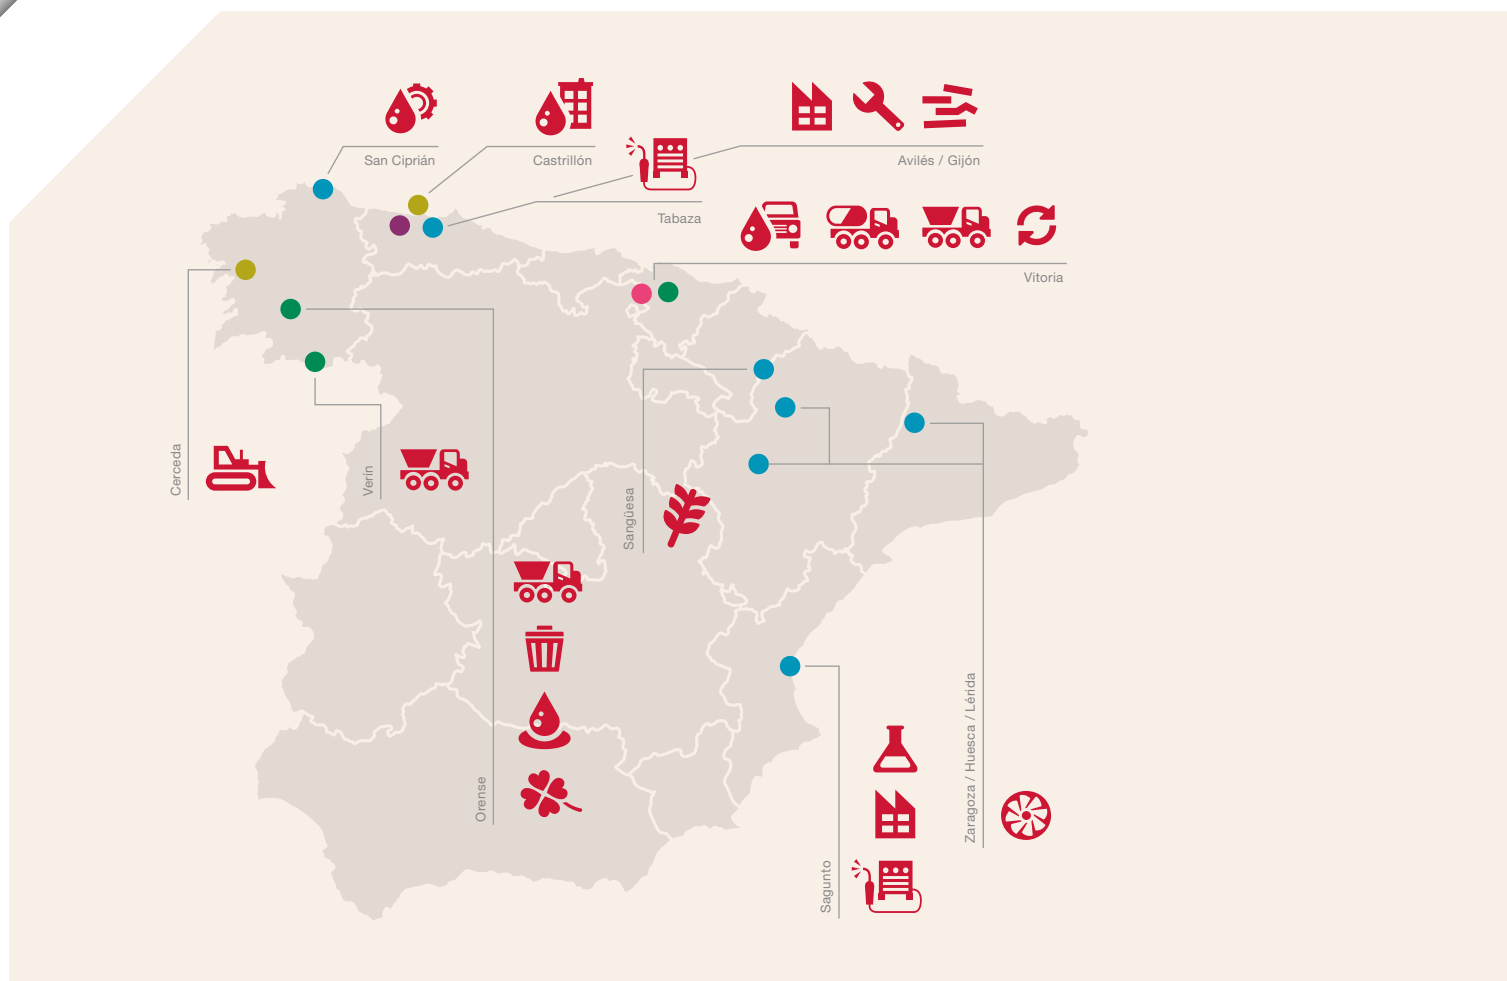 San Ciprián
Castrillón
Avilés / Gijón
Tabaza
Vitoria
Cerceda
Verín
Sangüesa
Orense
Zaragoza / Huesca / Lérida
Sagunto